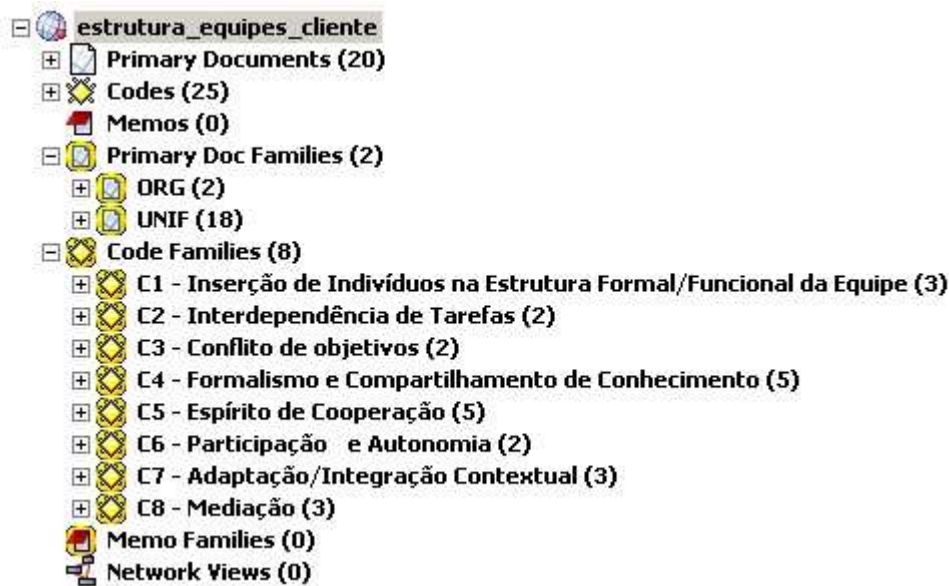 estrutura_equipes_cliente
Primary Documents (20)
Codes (25)
Memos (0)
Primary Doc Families (2)
ORG (2)
UNIF (18)
Code Families (8)
C1 - Inserção de Indivíduos na Estrutura Formal/Funcional da Equipe (3)
C2 - Interdependência de Tarefas (2)
C3 - Conflito de objetivos (2)
C4 - Formalismo e Compartilhamento de Conhecimento (5)
C5 - Espírito de Cooperação (5)
C6 - Participação   e Autonomia (2)
C7 - Adaptação/Integração Contextual (3)
C8 - Mediação (3)
Memo Families (0)
Network Views (0)